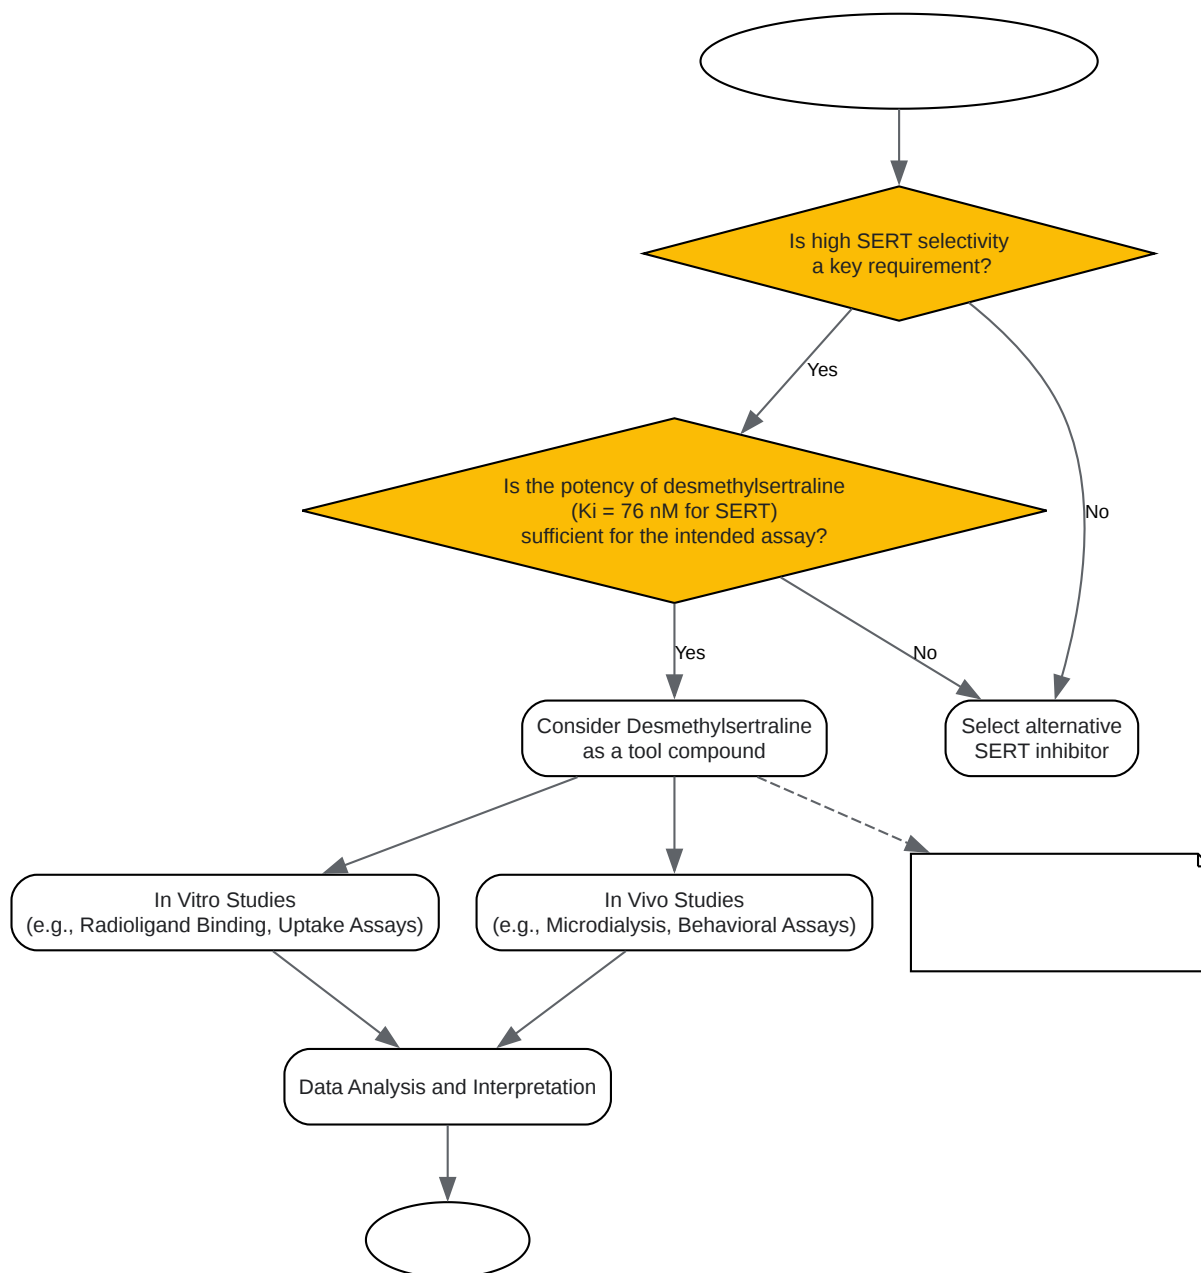 Is high SERT selectivity
a key requirement?
Yes
No
Is the potency of desmethylsertraline
(Ki = 76 nM for SERT)
sufficient for the intended assay?
Yes
No
Consider Desmethylsertraline
as a tool compound
Select alternative
SERT inhibitor
In Vitro Studies
(e.g., Radioligand Binding, Uptake Assays)
In Vivo Studies
(e.g., Microdialysis, Behavioral Assays)
Data Analysis and Interpretation